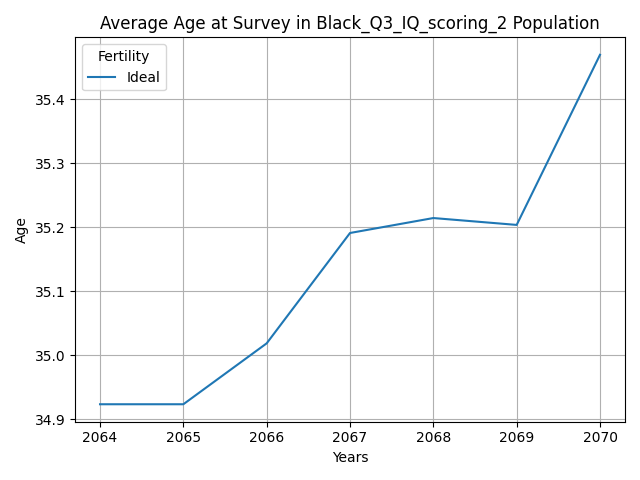 Average Age at Survey in Black_Q3_IQ_scoring_2 Population
Fertility
Ideal
35.4
35.3
35.2
35.1
35.0
34.9
Age
2064 2065 2066 2067 2068 2069 2070
Years